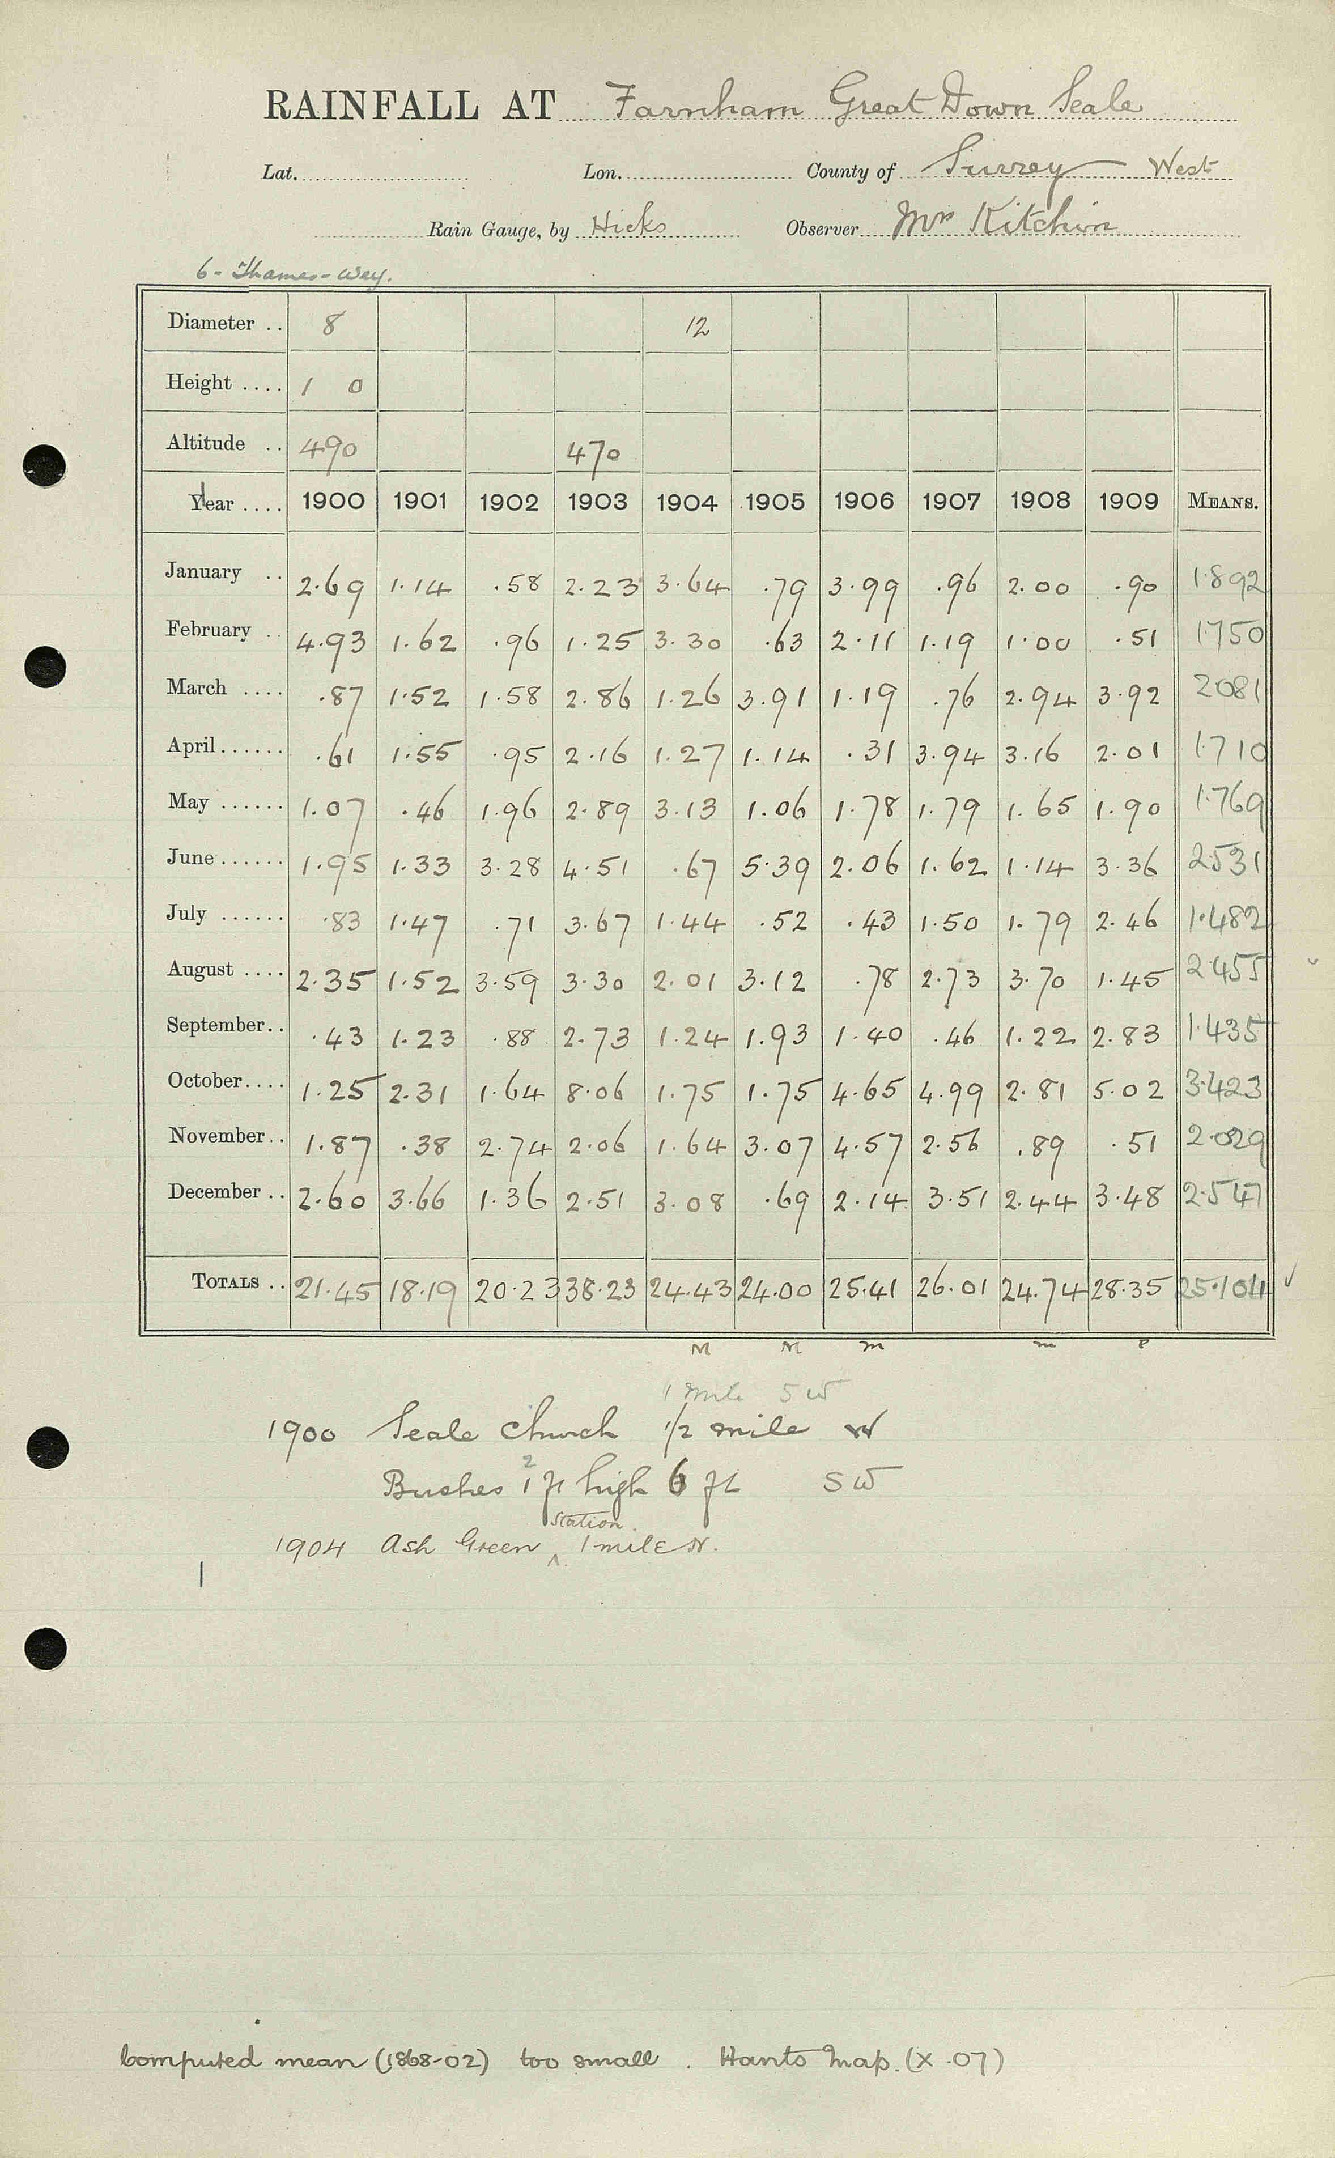 RAINFALL AT Farnham Great Down Seale
Lat. Lon. County of Surrey West
Rain Gauge, by Hicks Observer Mrs Kitchin
6 - Thames - Wey.
Diameter .. 8 12
Height .... 1 0
Altitude .. 490 470
Year .... 1900 1901 1902 1903 1904 1905 1906 1907 1908 1909 MEANS.
January .. 2.69 1.14 .58 2.23 3.64 .79 3.99 .96 2.00 .90 1.892
February .. 4.93 1.62 .96 1.25 3.30 .63 2.11 1.19 1.00 .51 1750
March .... .87 1.52 1.58 2.86 1.26 3.91 1.19 .76 2.94 3.92 2081
April...... .61 1.55 .95 2.16 1.27 1.14 .31 3.94 3.16 2.01 1.710
May ...... 1.07 .46 1.96 2.89 3.13 1.06 1.78 1.79 1.65 1.90 1.769
June...... 1.95 1.33 3.28 4.51 .67 5.39 2.06 1.62 1.14 3.36 2.531
July ...... .83 1.47 .71 3.67 1.44 .52 .43 1.50 1.79 2.46 1.482
August .... 2.35 1.52 3.59 3.30 2.01 3.12 .78 2.73 3.70 1.45 2.455
September.. .43 1.23 .88 2.73 1.24 1.93 1.40 .46 1.22 2.83 1.435
October.... 1.25 2.31 1.64 8.06 1.75 1.75 4.65 4.99 2.81 5.02 3.423
November.. 1.87 .38 2.74 2.06 1.64 3.07 4.57 2.56 .89 .51 2.029
December .. 2.60 3.66 1.36 2.51 3.08 .69 2.14 3.51 2.44 3.48 2.547
TOTALS .. 21.45 18.19 20.23 38.23 24.43 24.00 25.41 26.01 24.74 28.35 25.104
M M m m
1 Mile SW
1900 Seale Church 1/2 mile W
2
Bushes 1 ft high 6 ft SW
Station
1904 Ash Green ^ 1 mile N.
Computed mean (1868-02) too small . Hants Map. (X .07)